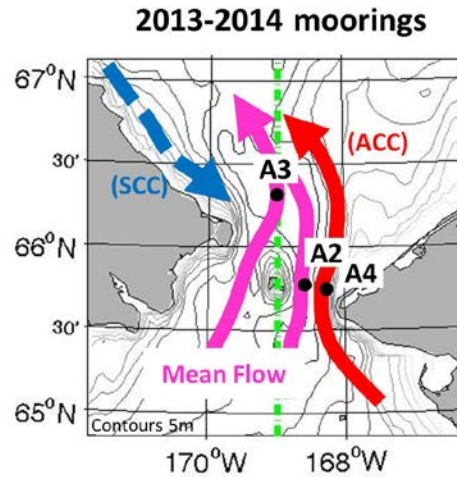 2013-2014 moorings
67°N
(ACC)
30'
A3
(SCC)
66°N
A2
A4
30'
Mean Flow
65°N
Contours 5m
170°W
168°W